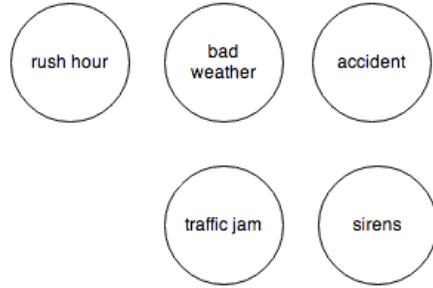 rush hour
bad
weather
accident
traffic jam
sirens